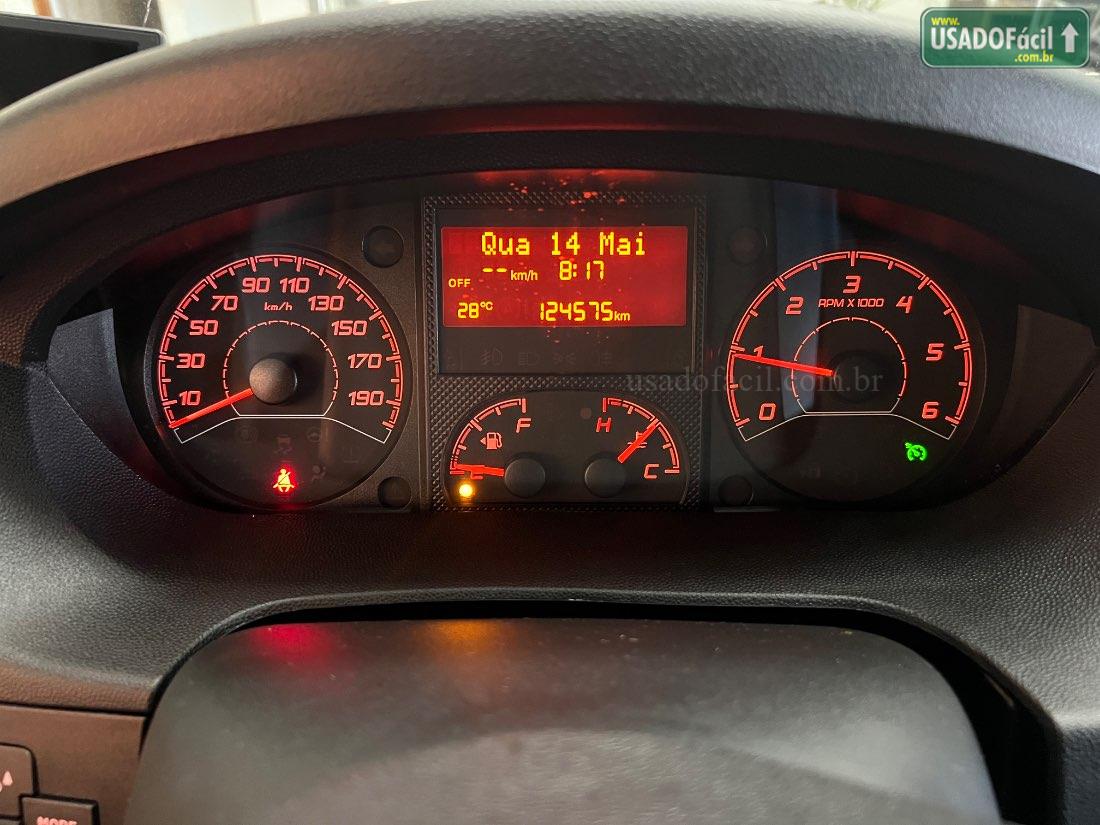 www.
USADOFácil
.com.br
Qua 14 Mai
-- km/h 8:17
OFF
28°C 124575km
10 30 50 70 90 110 130 150 170 190
km/h
0 1 2 3 4 5 6
RPM X 1000
usadofacil.com.br
F
H
C
MODE